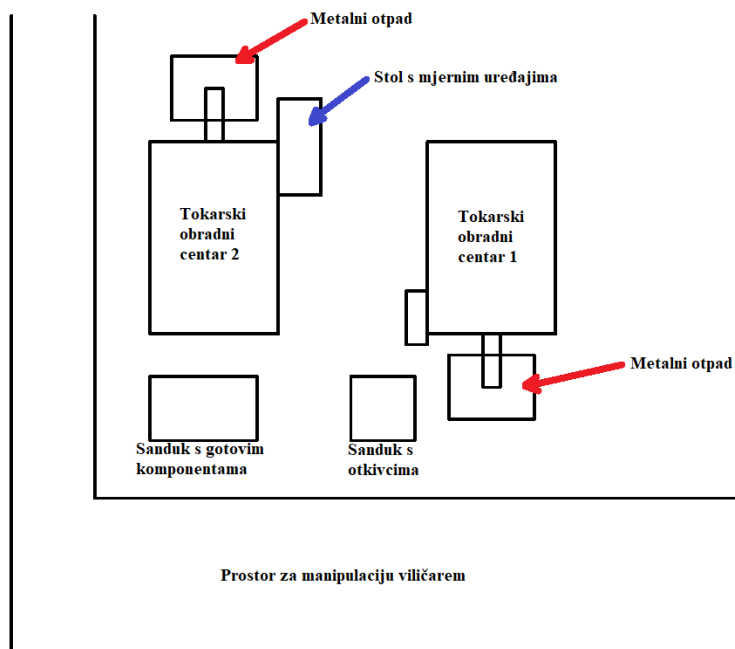 Metalni otpad
Stol s mjernim uređajima
Tokarski
obradni
centar 2
Tokarski
obradni
centar 1
Metalni otpad
Sanduk s gotovim
komponentama
Sanduk s
otkivcima
Prostor za manipulaciju viličarem